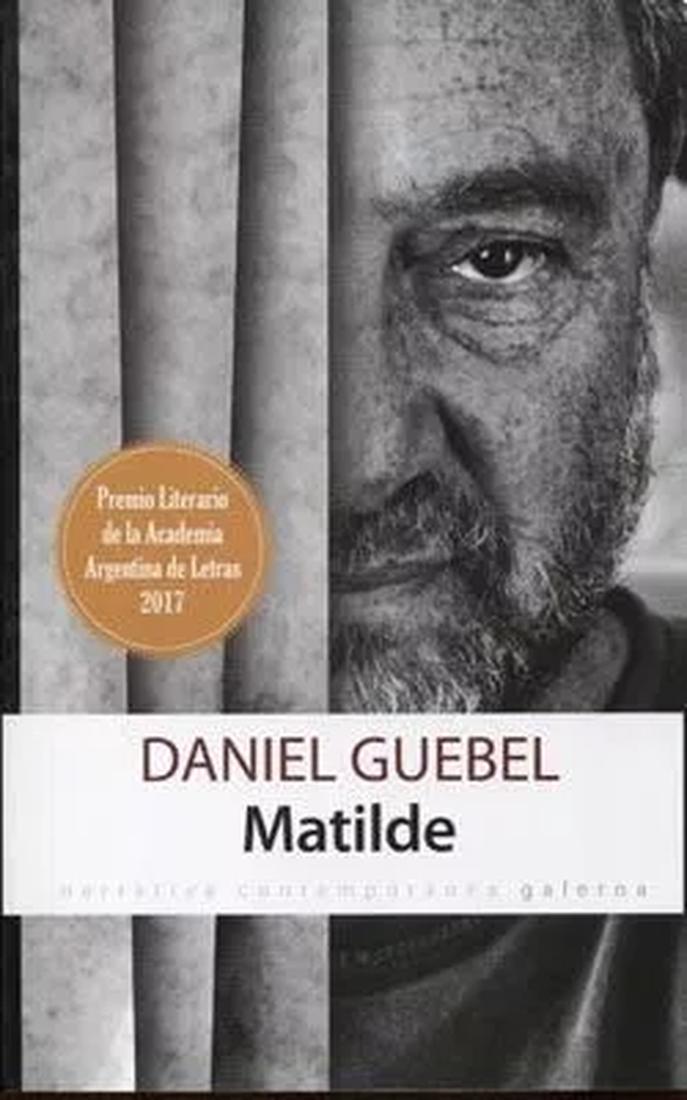 Premio Literario
de la Academia
Argentina de Letras
2017
DANIEL GUEBEL
Matilde
narrativa contemporánea galerna